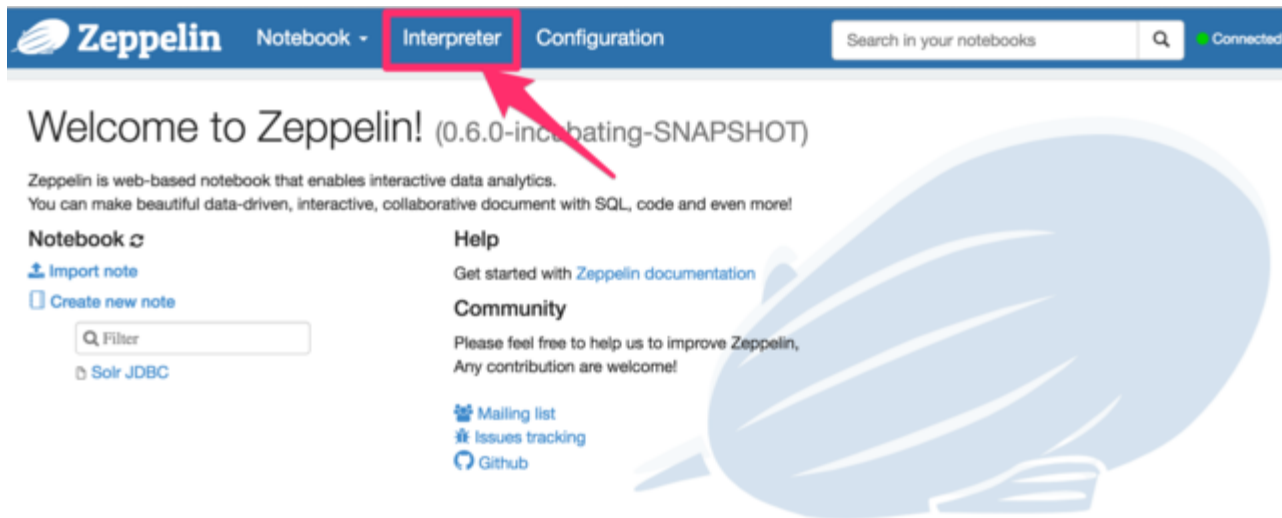 Zeppelin Notebook Interpreter Configuration Search in your notebooks Connected
Welcome to Zeppelin! (0.6.0-incubating-SNAPSHOT)
Zeppelin is web-based notebook that enables interactive data analytics.
You can make beautiful data-driven, interactive, collaborative document with SQL, code and even more!
Notebook
Import note
Create new note
Filter
Solr JDBC
Help
Get started with Zeppelin documentation
Community
Please feel free to help us to improve Zeppelin,
Any contribution are welcome!
Mailing list
Issues tracking
Github